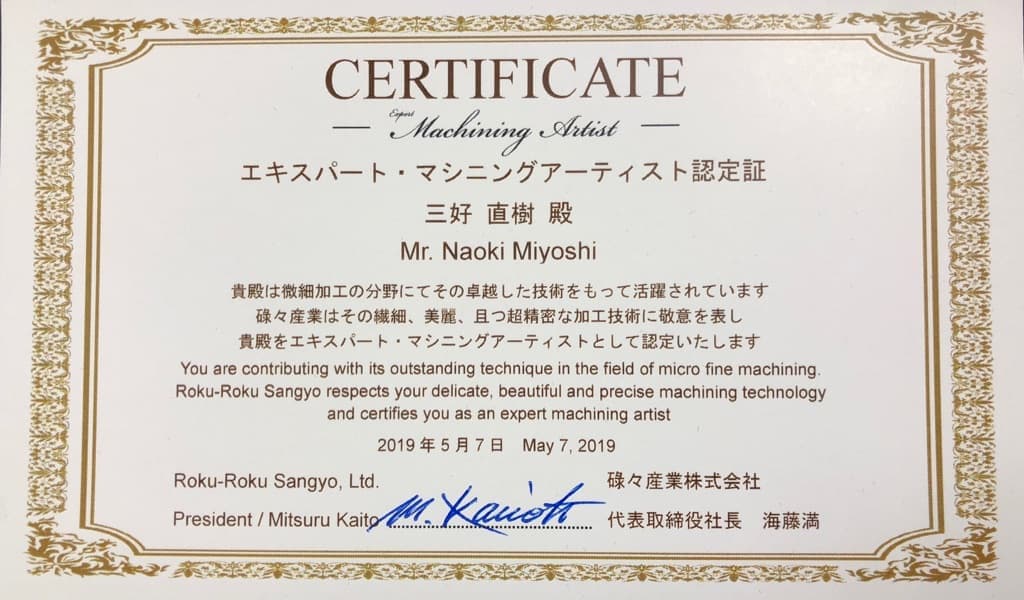 CERTIFICATE
Expert Machining Artist
エキスパート・マシニングアーティスト認定証
三好 直樹 殿
Mr. Naoki Miyoshi
貴殿は微細加工の分野にてその卓越した技術をもって活躍されています
碌々産業はその繊細、美麗、且つ超精密な加工技術に敬意を表し
貴殿をエキスパート・マシニングアーティストとして認定いたします
You are contributing with its outstanding technique in the field of micro fine machining.
Roku-Roku Sangyo respects your delicate, beautiful and precise machining technology
and certifies you as an expert machining artist
2019年5月7日 May 7, 2019
Roku-Roku Sangyo, Ltd. 碌々産業株式会社
President / Mitsuru Kaito 代表取締役社長 海藤満